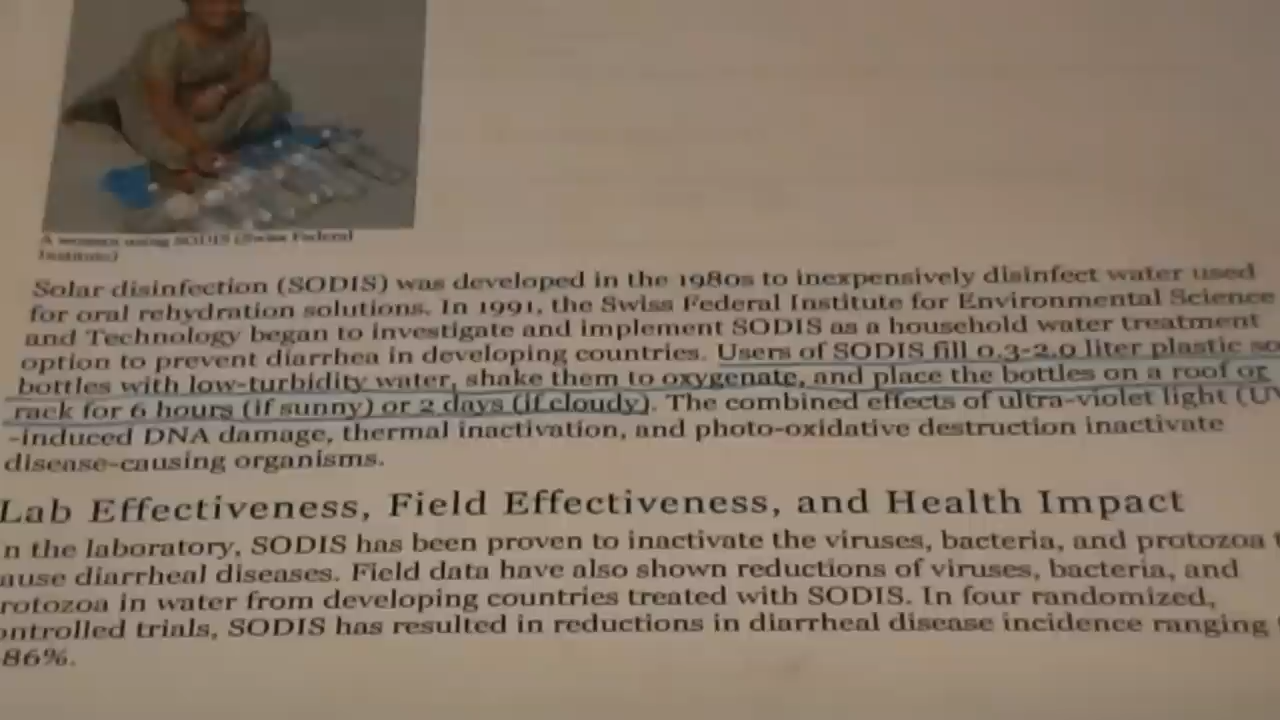 A woman using SODIS (Swiss Federal
Institute)
Solar disinfection (SODIS) was developed in the 1980s to inexpensively disinfect water used
for oral rehydration solutions. In 1991, the Swiss Federal Institute for Environmental Science
and Technology began to investigate and implement SODIS as a household water treatment
option to prevent diarrhea in developing countries. Users of SODIS fill 0.3-2.0 liter plastic so
bottles with low-turbidity water, shake them to oxygenate, and place the bottles on a roof or
rack for 6 hours (if sunny) or 2 days (if cloudy). The combined effects of ultra-violet light (UV
-induced DNA damage, thermal inactivation, and photo-oxidative destruction inactivate
disease-causing organisms.
Lab Effectiveness, Field Effectiveness, and Health Impact
n the laboratory, SODIS has been proven to inactivate the viruses, bacteria, and protozoa t
ause diarrheal diseases. Field data have also shown reductions of viruses, bacteria, and
rotozoa in water from developing countries treated with SODIS. In four randomized,
ontrolled trials, SODIS has resulted in reductions in diarrheal disease incidence ranging
86%.